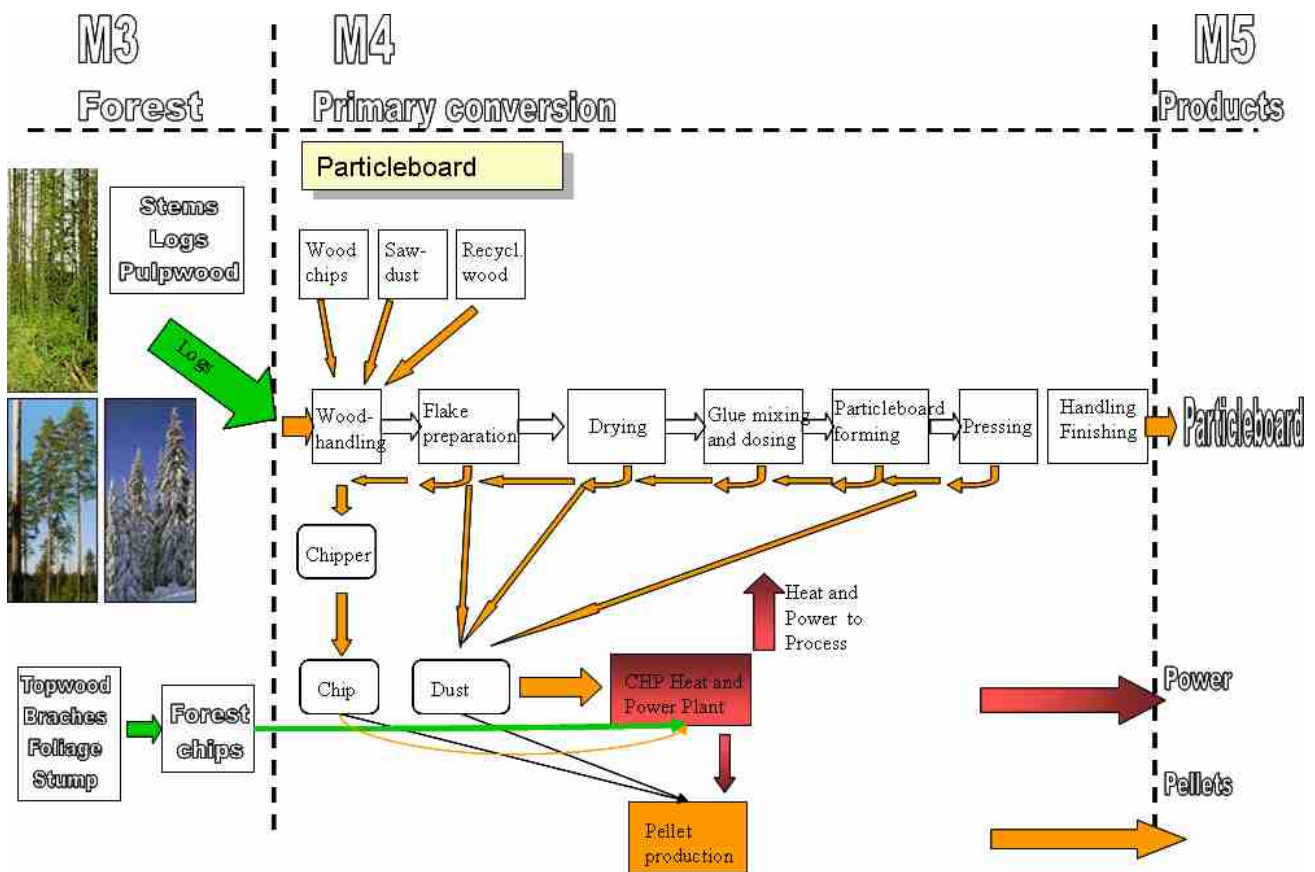 M3
M4
M5
Forest
Primary conversion
Products
Particleboard
Stems
Logs
Pulpwood
Wood
chips
Saw-
dust
Recycl.
wood
Logs
Wood-
handling
Flake
preparation
Drying
Glue mixing
and dosing
Particleboard
forming
Pressing
Handling
Finishing
Particleboard
Chipper
Heat and
Power to
Process
Topwood
Braches
Foliage
Stump
Forest
chips
Chip
Dust
CHP Heat and
Power Plant
Power
Pellets
Pellet
production